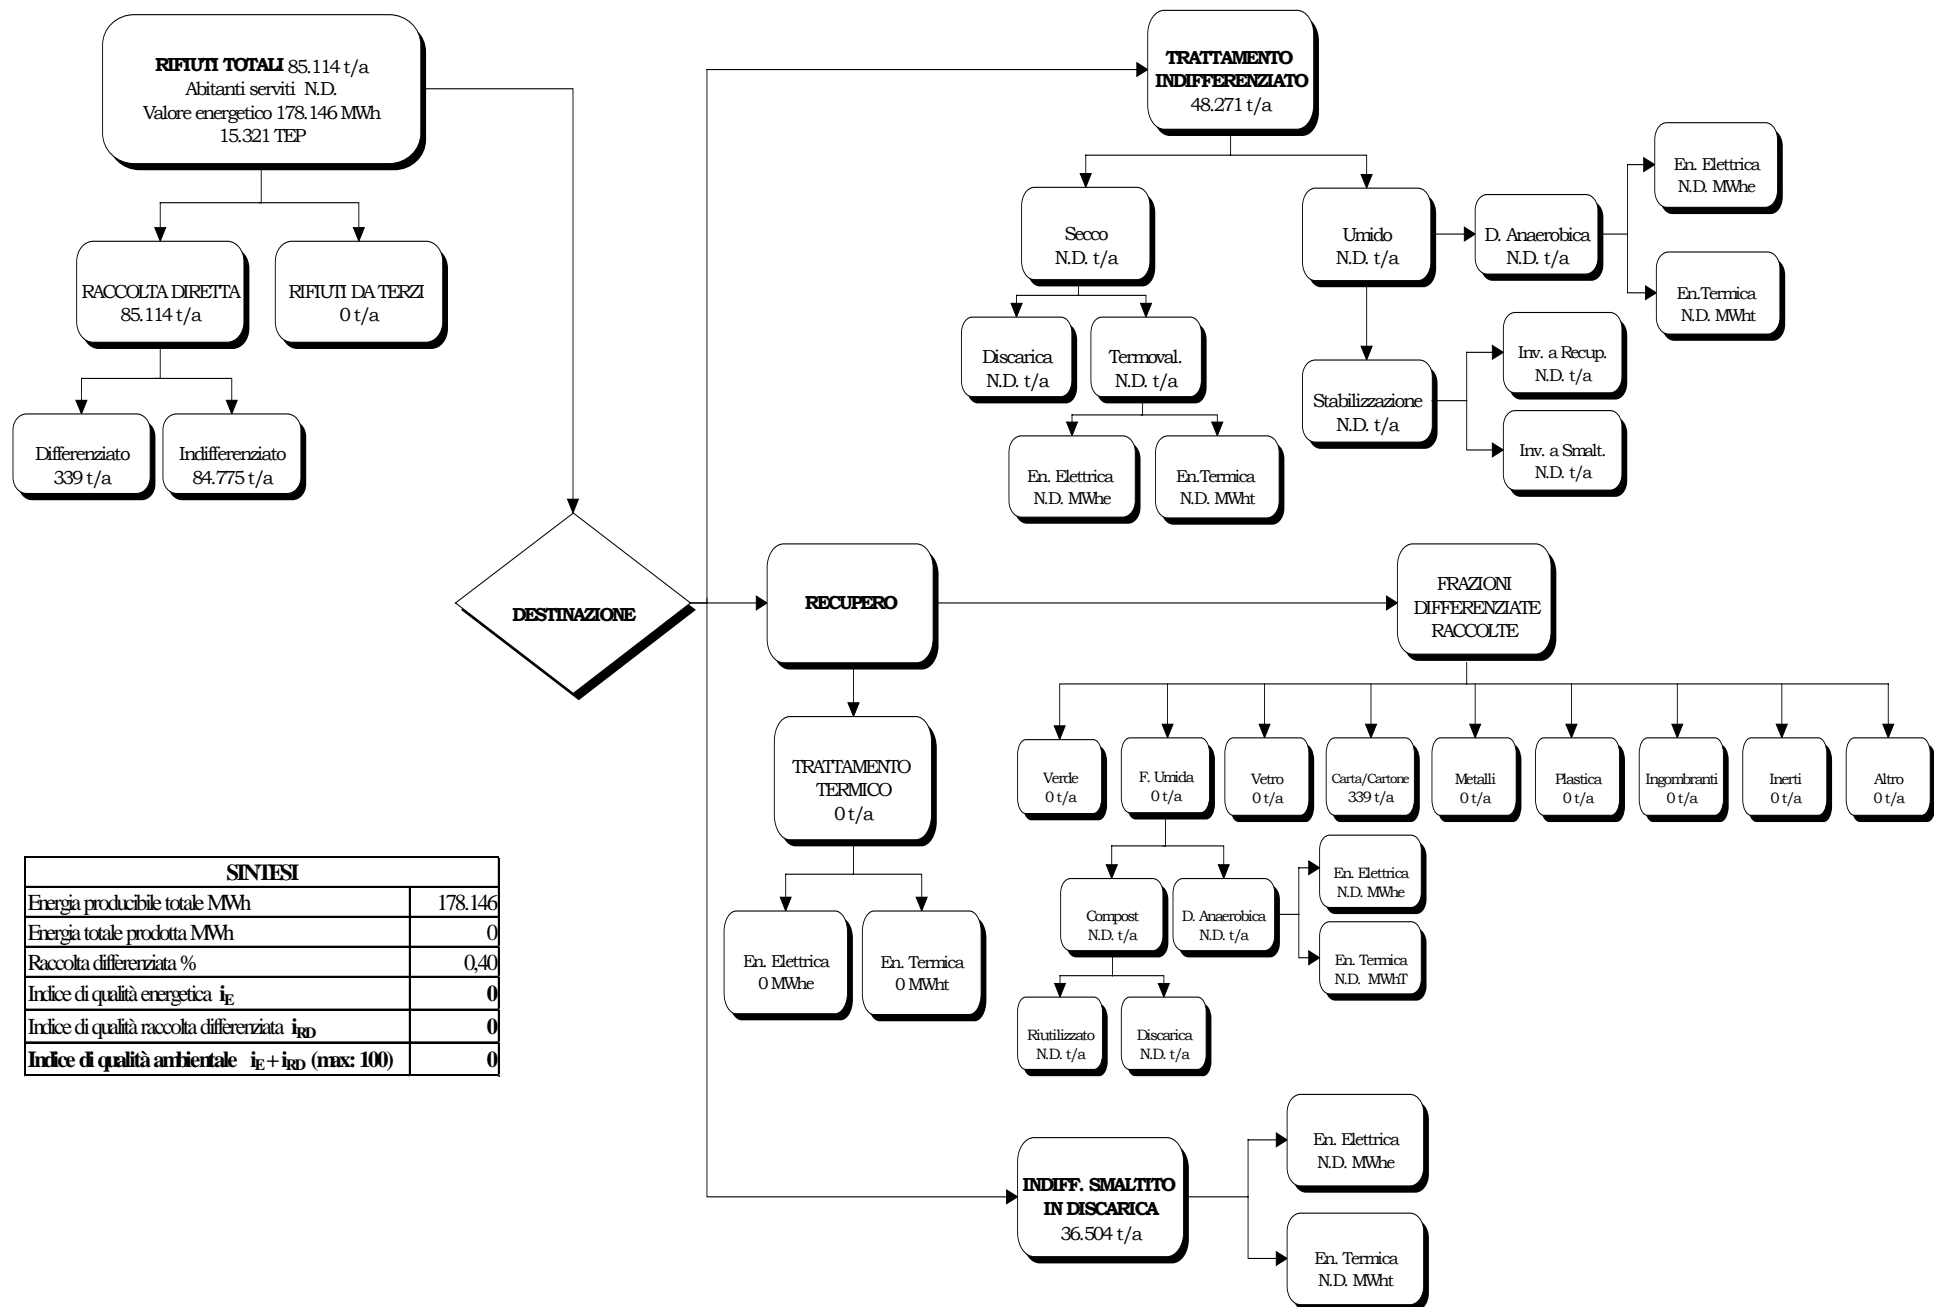 RIFIUTI TOTALI 85.114 t/a
Abitanti serviti N.D.
Valore energetico 178.146 MWh
15.321 TEP
RACCOLTA DIRETTA
85.114 t/a
RIFIUTI DA TERZI
0 t/a
Differenziato
339 t/a
Indifferenziato
84.775 t/a
DESTINAZIONE
TRATTAMENTO
INDIFFERENZIATO
48.271 t/a
Secco
N.D. t/a
Umido
N.D. t/a
D. Anaerobica
N.D. t/a
En. Elettrica
N.D. MWhe
En.Termica
N.D. MWht
Discarica
N.D. t/a
Termoval.
N.D. t/a
Stabilizzazione
N.D. t/a
Inv. a Recup.
N.D. t/a
Inv. a Smalt.
N.D. t/a
En. Elettrica
N.D. MWhe
En.Termica
N.D. MWht
RECUPERO
FRAZIONI
DIFFERENZIATE
RACCOLTE
TRATTAMENTO
TERMICO
0 t/a
En. Elettrica
0 MWhe
En. Termica
0 MWht
Verde
0 t/a
F. Umida
0 t/a
Vetro
0 t/a
Carta/Cartone
339 t/a
Metalli
0 t/a
Plastica
0 t/a
Ingombranti
0 t/a
Inerti
0 t/a
Altro
0 t/a
Compost
N.D. t/a
D. Anaerobica
N.D. t/a
En. Elettrica
N.D. MWhe
En. Termica
N.D. MWhT
Riutilizzato
N.D. t/a
Discarica
N.D. t/a
INDIFF. SMALTITO
IN DISCARICA
36.504 t/a
En. Elettrica
N.D. MWhe
En. Termica
N.D. MWht
SINTESI
Energia producibile totale MWh 178.146
Energia totale prodotta MWh 0
Raccolta differenziata % 0,40
Indice di qualità energetica iE 0
Indice di qualità raccolta differenziata iRD 0
Indice di qualità ambientale iE + iRD (max: 100) 0